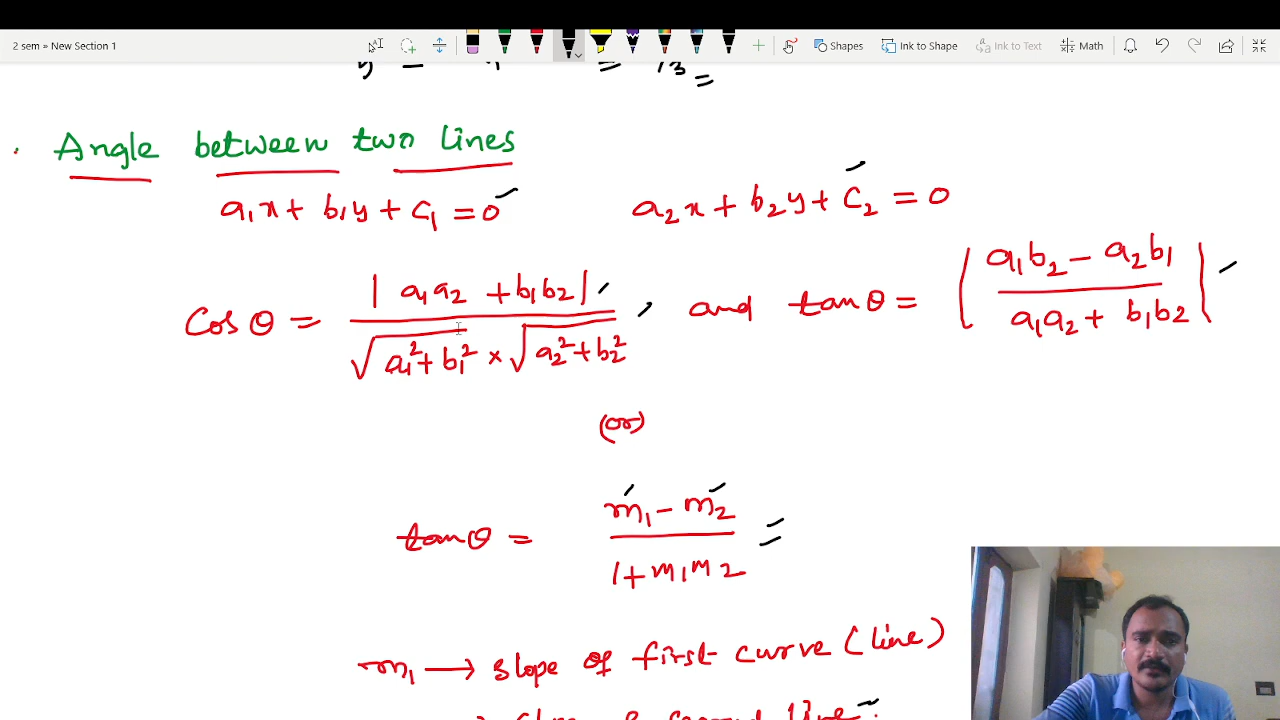 2 sem » New Section 1
Shapes Ink to Shape Ink to Text Math
Angle between two lines
a₁x + b₁y + c₁ = 0 a₂x + b₂y + c₂ = 0
Cos θ = |a₁a₂ + b₁b₂| / √a₁²+b₁² × √a₂²+b₂² , and tan θ = |a₁b₂ − a₂b₁ / a₁a₂ + b₁b₂|
(or)
tan θ = m₁ − m₂ / 1 + m₁m₂
m₁ → slope of first curve (line)
line